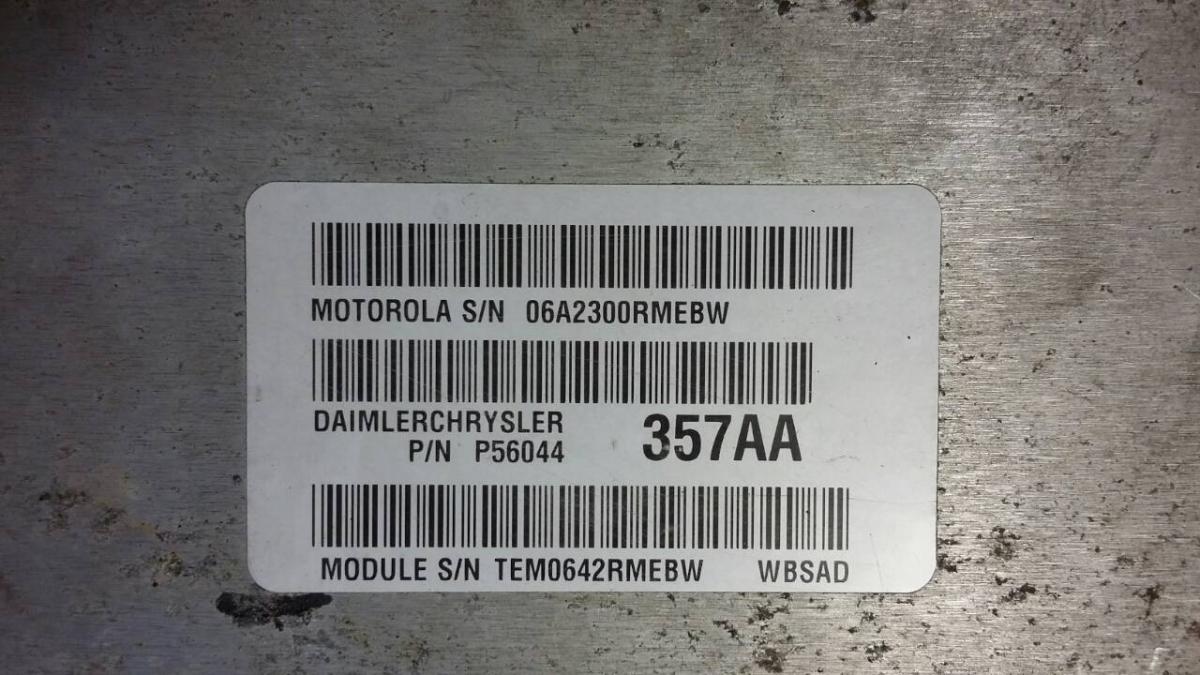 MOTOROLA S/N 06A2300RMEBW
DAIMLERCHRYSLER
P/N P56044 357AA
MODULE S/N TEM0642RMEBW WBSAD